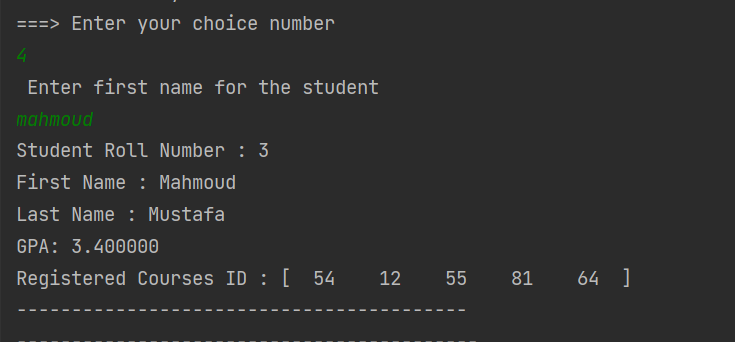 ===> Enter your choice number
4
Enter first name for the student
mahmoud
Student Roll Number : 3
First Name : Mahmoud
Last Name : Mustafa
GPA: 3.400000
Registered Courses ID : [  54    12    55    81    64  ]
-----------------------------------------
------------------------------------------